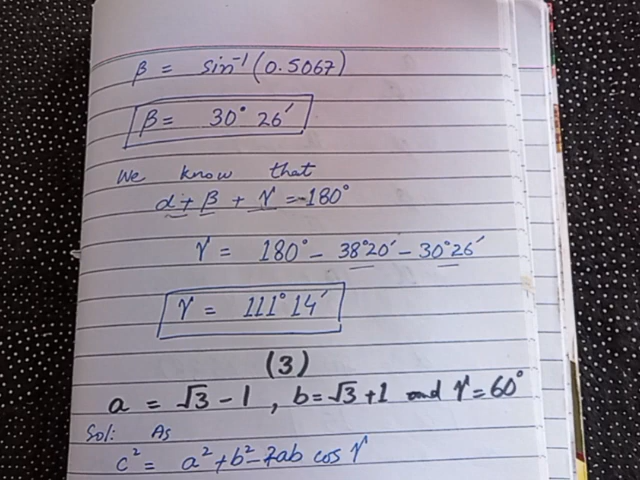 β = sin⁻¹(0.5067)
β = 30° 26′
We know that
α + β + γ = 180°
γ = 180° – 38°20′ – 30°26′
γ = 111° 14′
(3)
a = √3 – 1 , b = √3 + 1 and γ = 60°
Sol: As
c² = a² + b² – 2ab cos γ